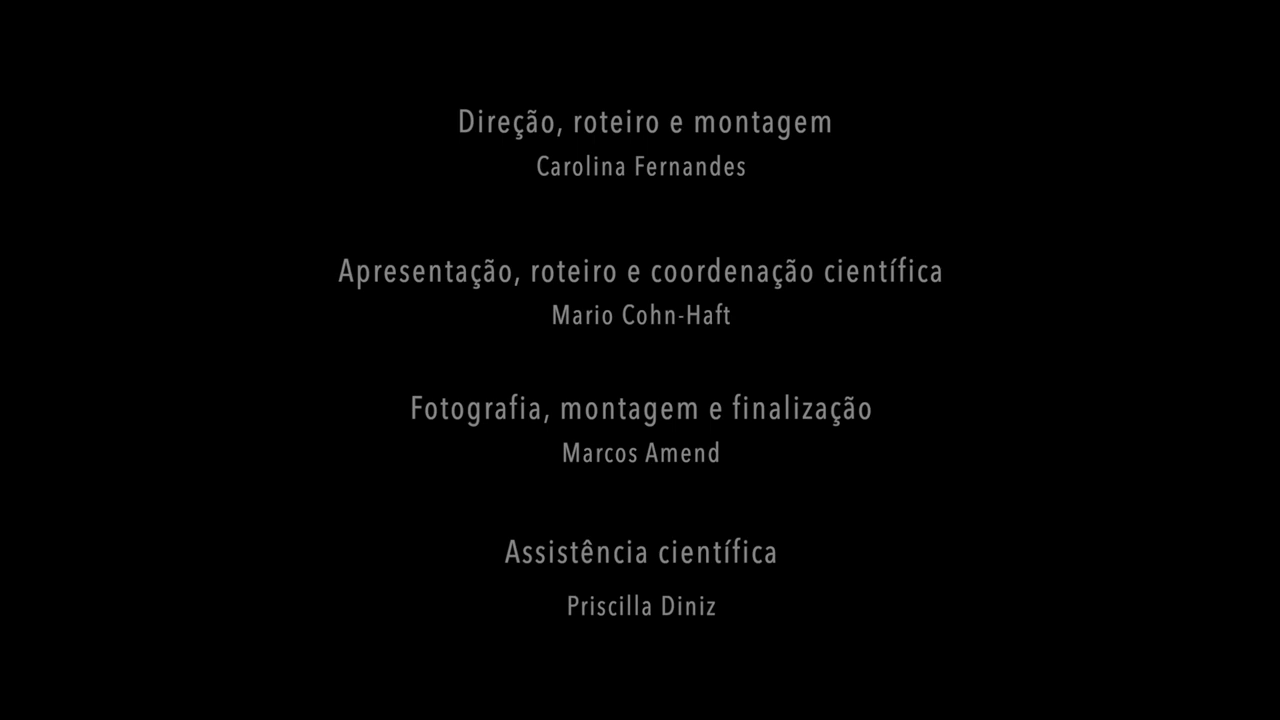 Direção, roteiro e montagem
Carolina Fernandes
Apresentação, roteiro e coordenação científica
Mario Cohn-Haft
Fotografia, montagem e finalização
Marcos Amend
Assistência científica
Priscilla Diniz